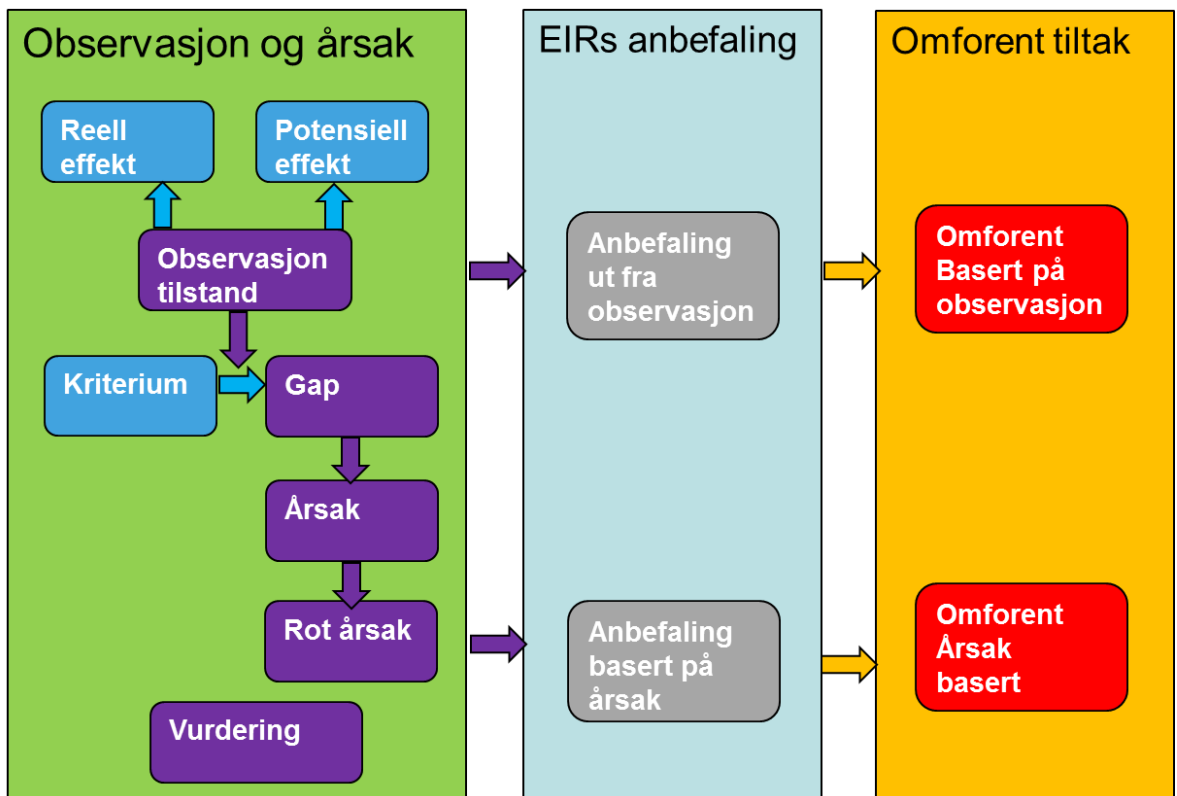 Observasjon og årsak
Reell
effekt
Potensiell
effekt
Observasjon
tilstand
Kriterium
Gap
Årsak
Rot årsak
Vurdering
EIRs anbefaling
Anbefaling
ut fra
observasjon
Anbefaling
basert på
årsak
Omforent tiltak
Omforent
Basert på
observasjon
Omforent
Årsak
basert